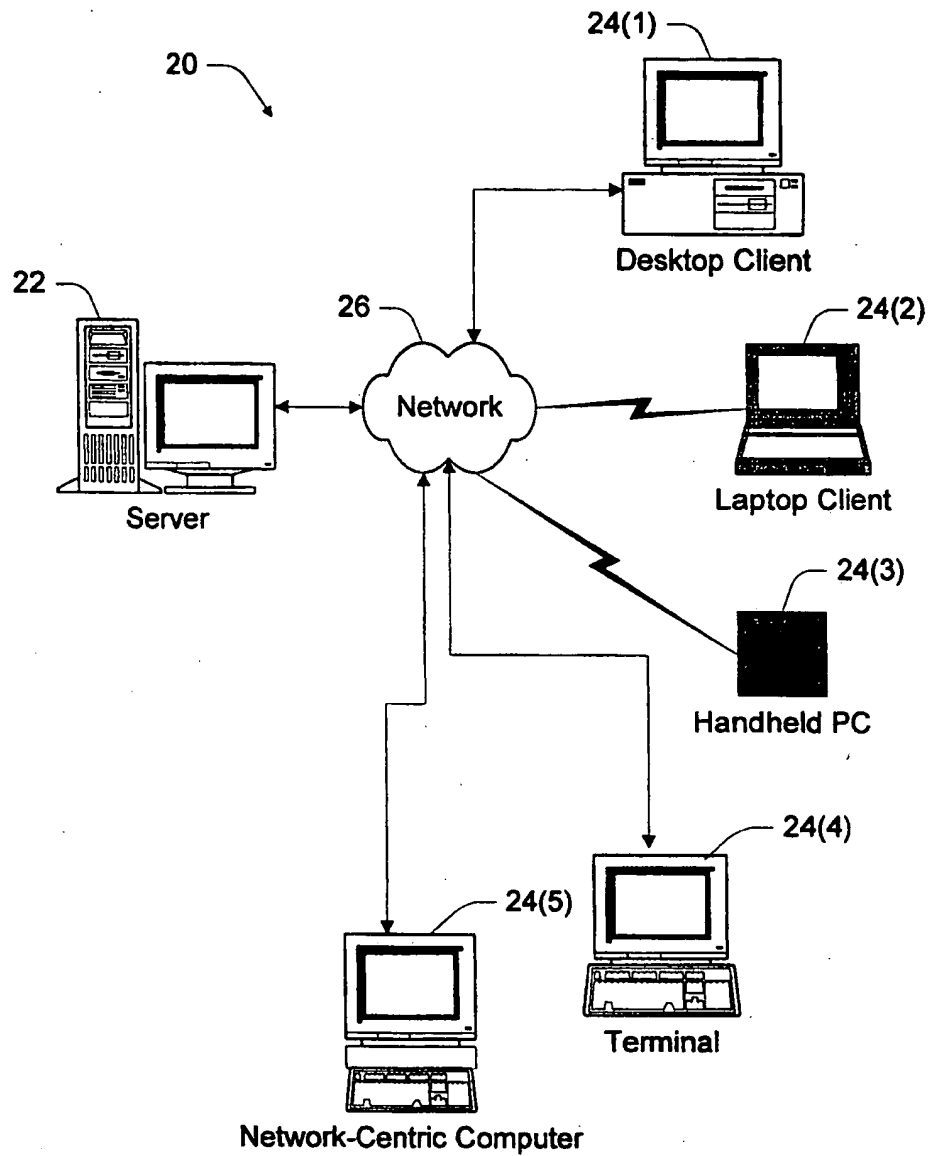 24(1)
20
Desktop Client
22
26
24(2)
Network
Server
Laptop Client
24(3)
Handheld PC
24(4)
24(5)
Terminal
Network-Centric Computer